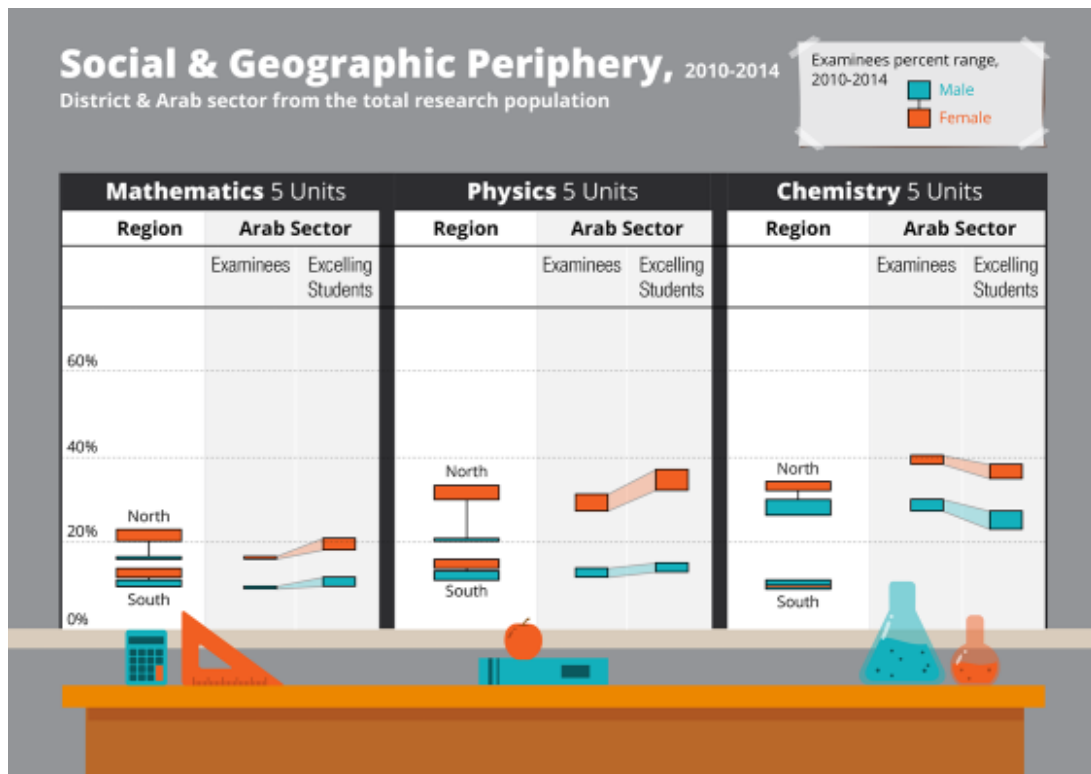 Social & Geographic Periphery, 2010-2014
District & Arab sector from the total research population
Examinees percent range,
2010-2014
Male
Female
Mathematics 5 Units
Region
Arab Sector
Examinees
Excelling
Students
60%
40%
20%
0%
North
South
Physics 5 Units
Region
Arab Sector
Examinees
Excelling
Students
North
South
Chemistry 5 Units
Region
Arab Sector
Examinees
Excelling
Students
North
South